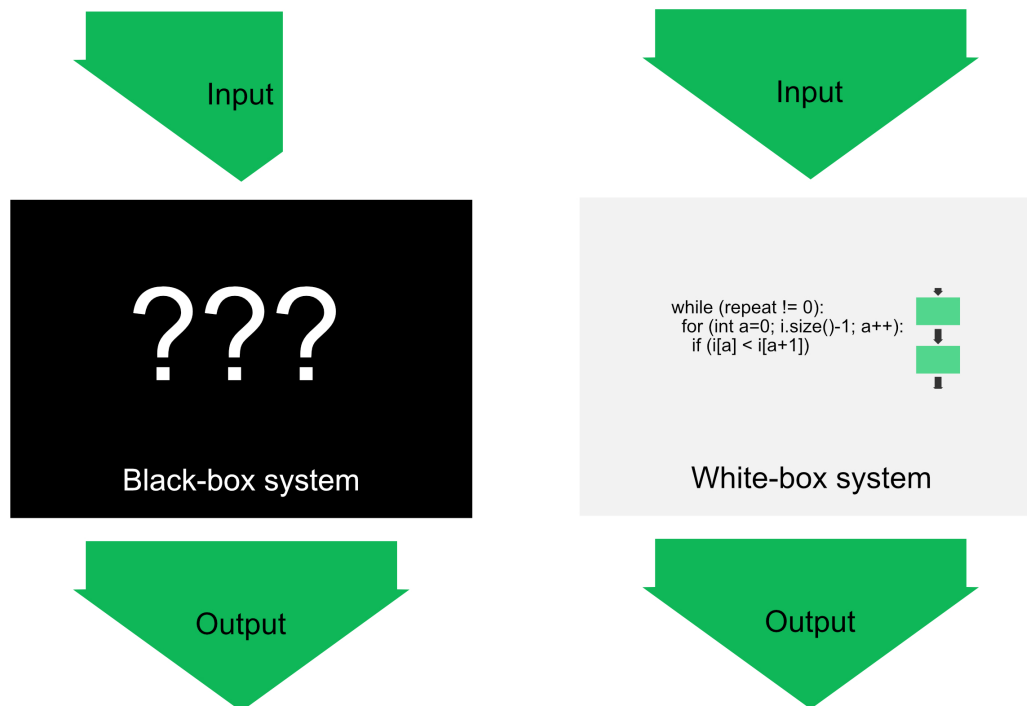 Input
???
Black-box system
Output
Input
while (repeat != 0):
for (int a=0; i.size()-1; a++):
if (i[a] < i[a+1])
White-box system
Output